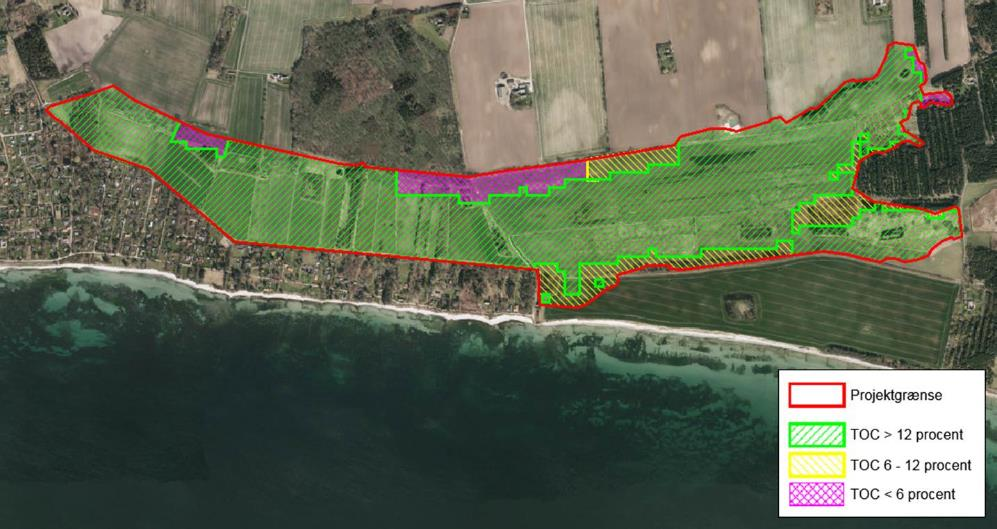 Projektgrænse
TOC > 12 procent
TOC 6 - 12 procent
TOC < 6 procent